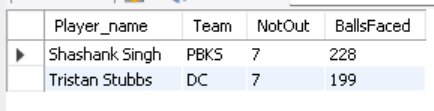 Player_name Team NotOut BallsFaced
Shashank Singh PBKS 7 228
Tristan Stubbs DC 7 199